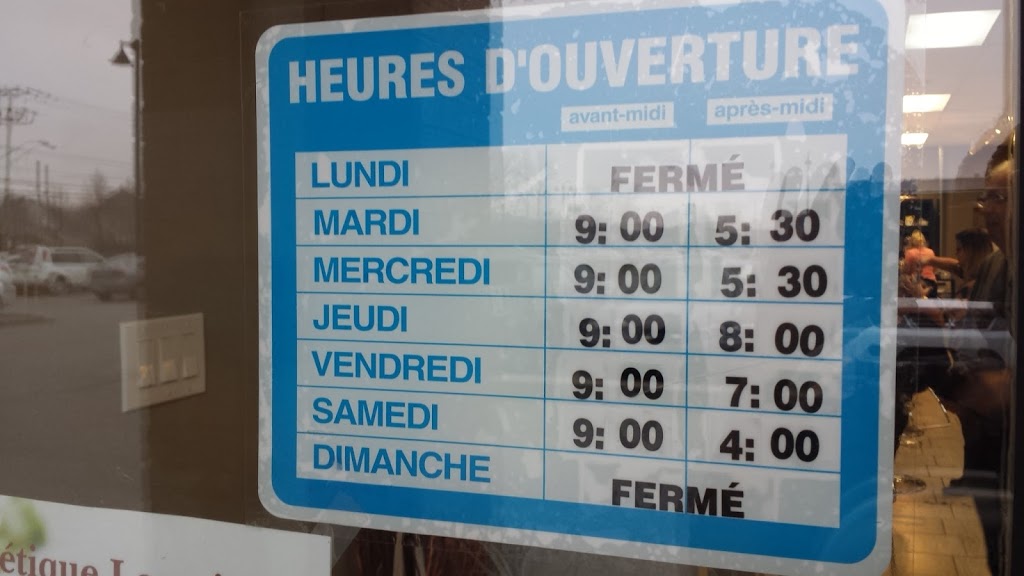 HEURES D'OUVERTURE
avant-midi après-midi
LUNDI FERMÉ
MARDI 9:00 5:30
MERCREDI 9:00 5:30
JEUDI 9:00 8:00
VENDREDI 9:00 7:00
SAMEDI 9:00 4:00
DIMANCHE FERMÉ